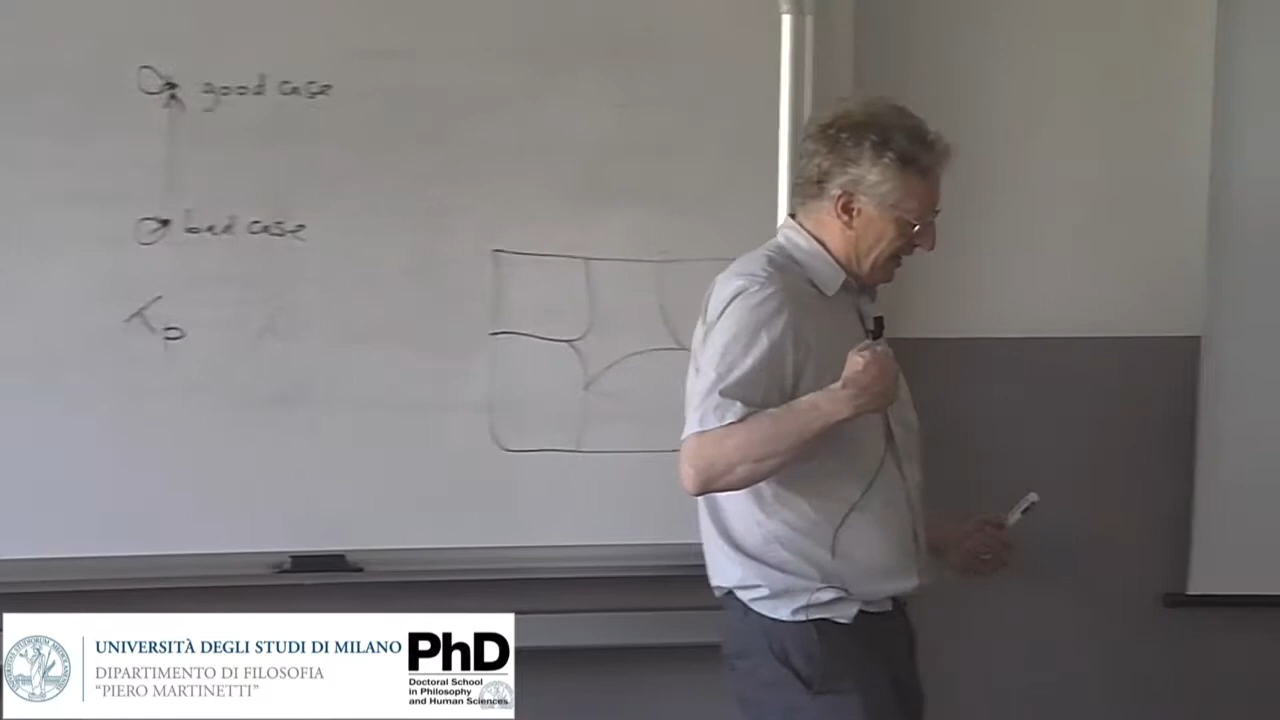 good case
bad case
UNIVERSITÀ DEGLI STUDI DI MILANO
DIPARTIMENTO DI FILOSOFIA
"PIERO MARTINETTI"
PhD
Doctoral School
in Philosophy
and Human Sciences